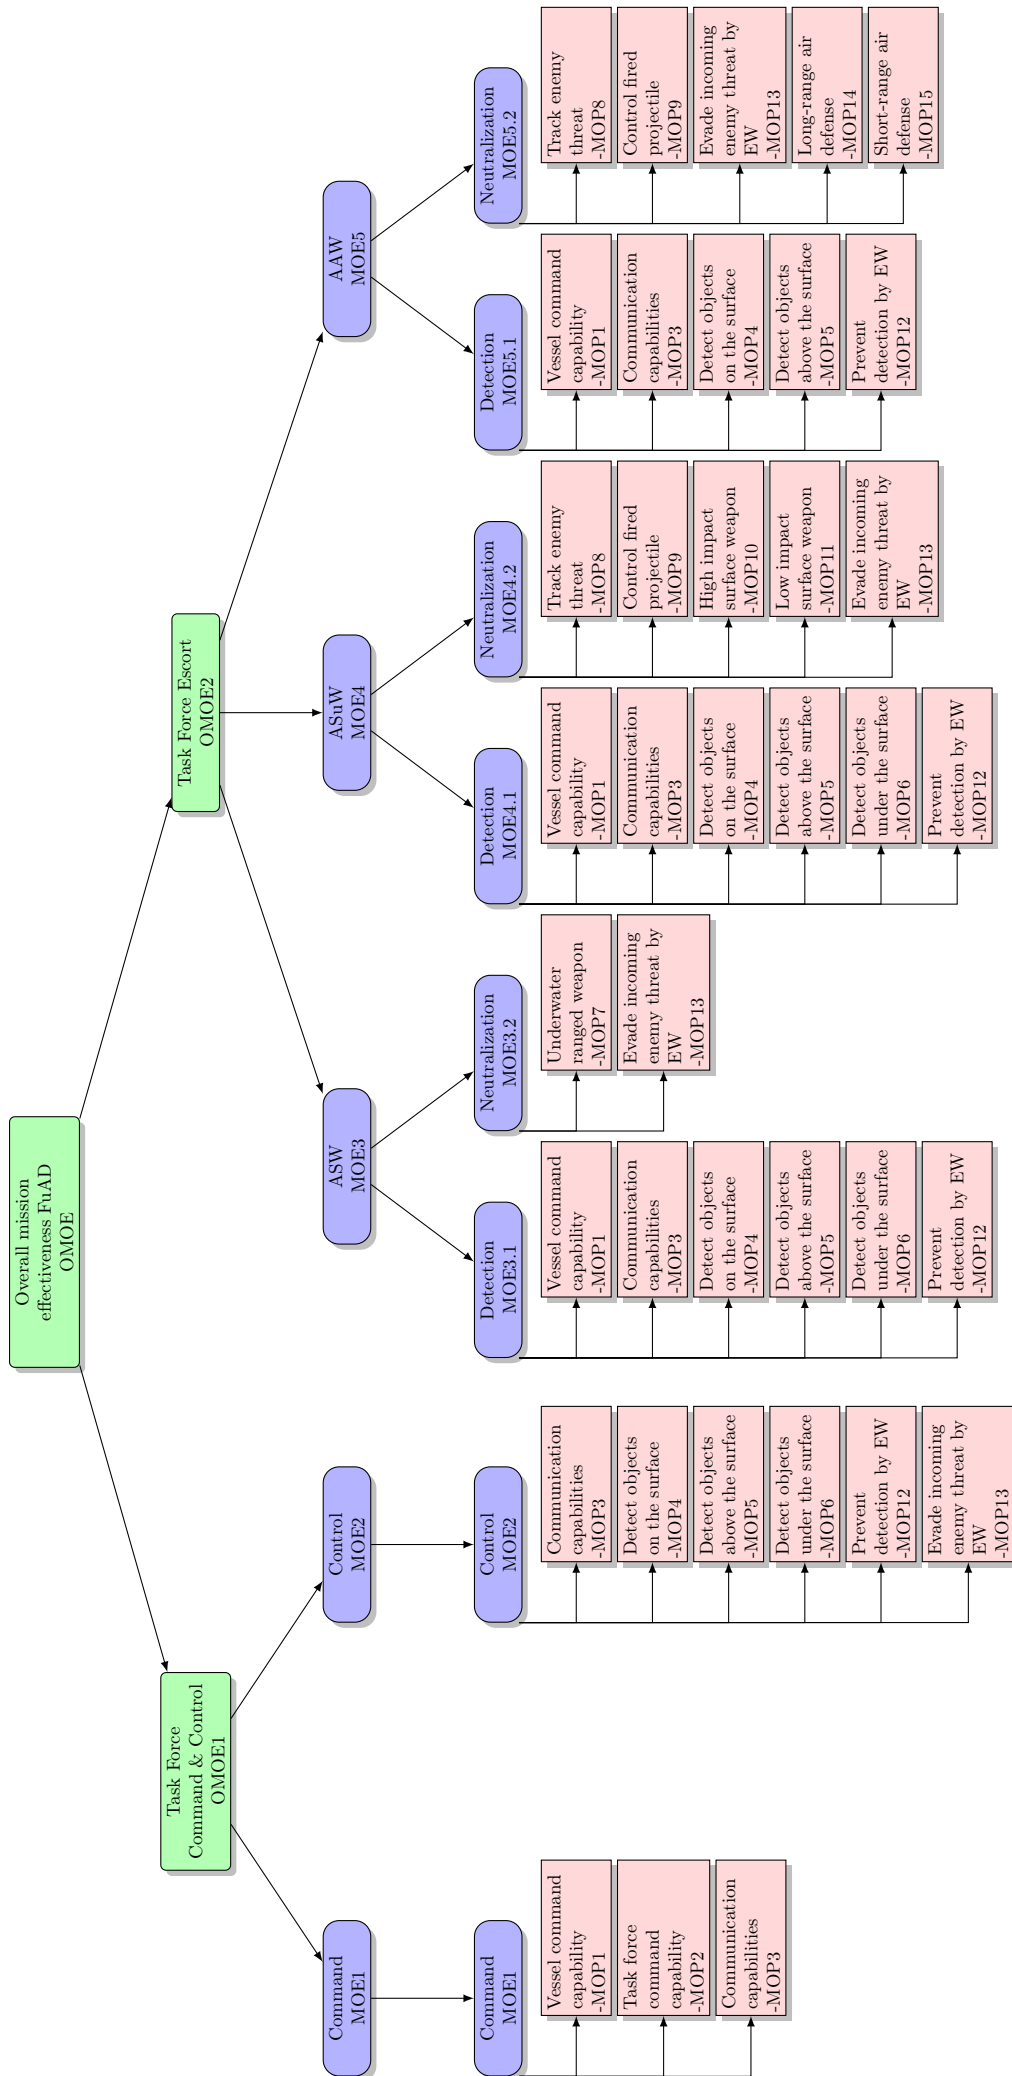 Overall mission
effectiveness FuAD
OMOE
Task Force
Command & Control
OMOE1
Task Force Escort
OMOE2
Command
MOE1
Control
MOE2
ASW
MOE3
ASuW
MOE4
AAW
MOE5
Command
MOE1
Control
MOE2
Detection
MOE3.1
Neutralization
MOE3.2
Detection
MOE4.1
Neutralization
MOE4.2
Detection
MOE5.1
Neutralization
MOE5.2
Vessel command
capability
-MOP1
Task force
command
capability
-MOP2
Communication
capabilities
-MOP3
Communication
capabilities
-MOP3
Detect objects
on the surface
-MOP4
Detect objects
above the surface
-MOP5
Detect objects
under the surface
-MOP6
Prevent
detection by EW
-MOP12
Evade incoming
enemy threat by
EW
-MOP13
Vessel command
capability
-MOP1
Communication
capabilities
-MOP3
Detect objects
on the surface
-MOP4
Detect objects
above the surface
-MOP5
Detect objects
under the surface
-MOP6
Prevent
detection by EW
-MOP12
Underwater
ranged weapon
-MOP7
Evade incoming
enemy threat by
EW
-MOP13
Vessel command
capability
-MOP1
Communication
capabilities
-MOP3
Detect objects
on the surface
-MOP4
Detect objects
above the surface
-MOP5
Detect objects
under the surface
-MOP6
Prevent
detection by EW
-MOP12
Track enemy
threat
-MOP8
Control fired
projectile
-MOP9
High impact
surface weapon
-MOP10
Low impact
surface weapon
-MOP11
Evade incoming
enemy threat by
EW
-MOP13
Vessel command
capability
-MOP1
Communication
capabilities
-MOP3
Detect objects
on the surface
-MOP4
Detect objects
above the surface
-MOP5
Prevent
detection by EW
-MOP12
Track enemy
threat
-MOP8
Control fired
projectile
-MOP9
Evade incoming
enemy threat by
EW
-MOP13
Long-range air
defense
-MOP14
Short-range air
defense
-MOP15